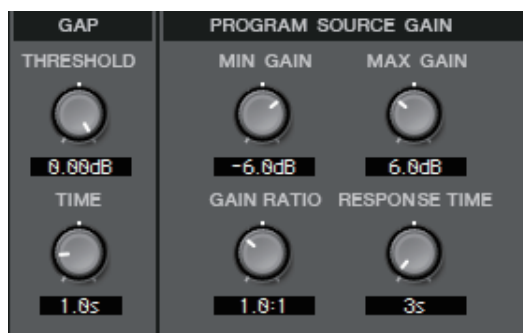 GAP
PROGRAM SOURCE GAIN
THRESHOLD
MIN GAIN
MAX GAIN
0.00dB
-6.0dB
6.0dB
TIME
GAIN RATIO
RESPONSE TIME
1.0s
1.0:1
3s